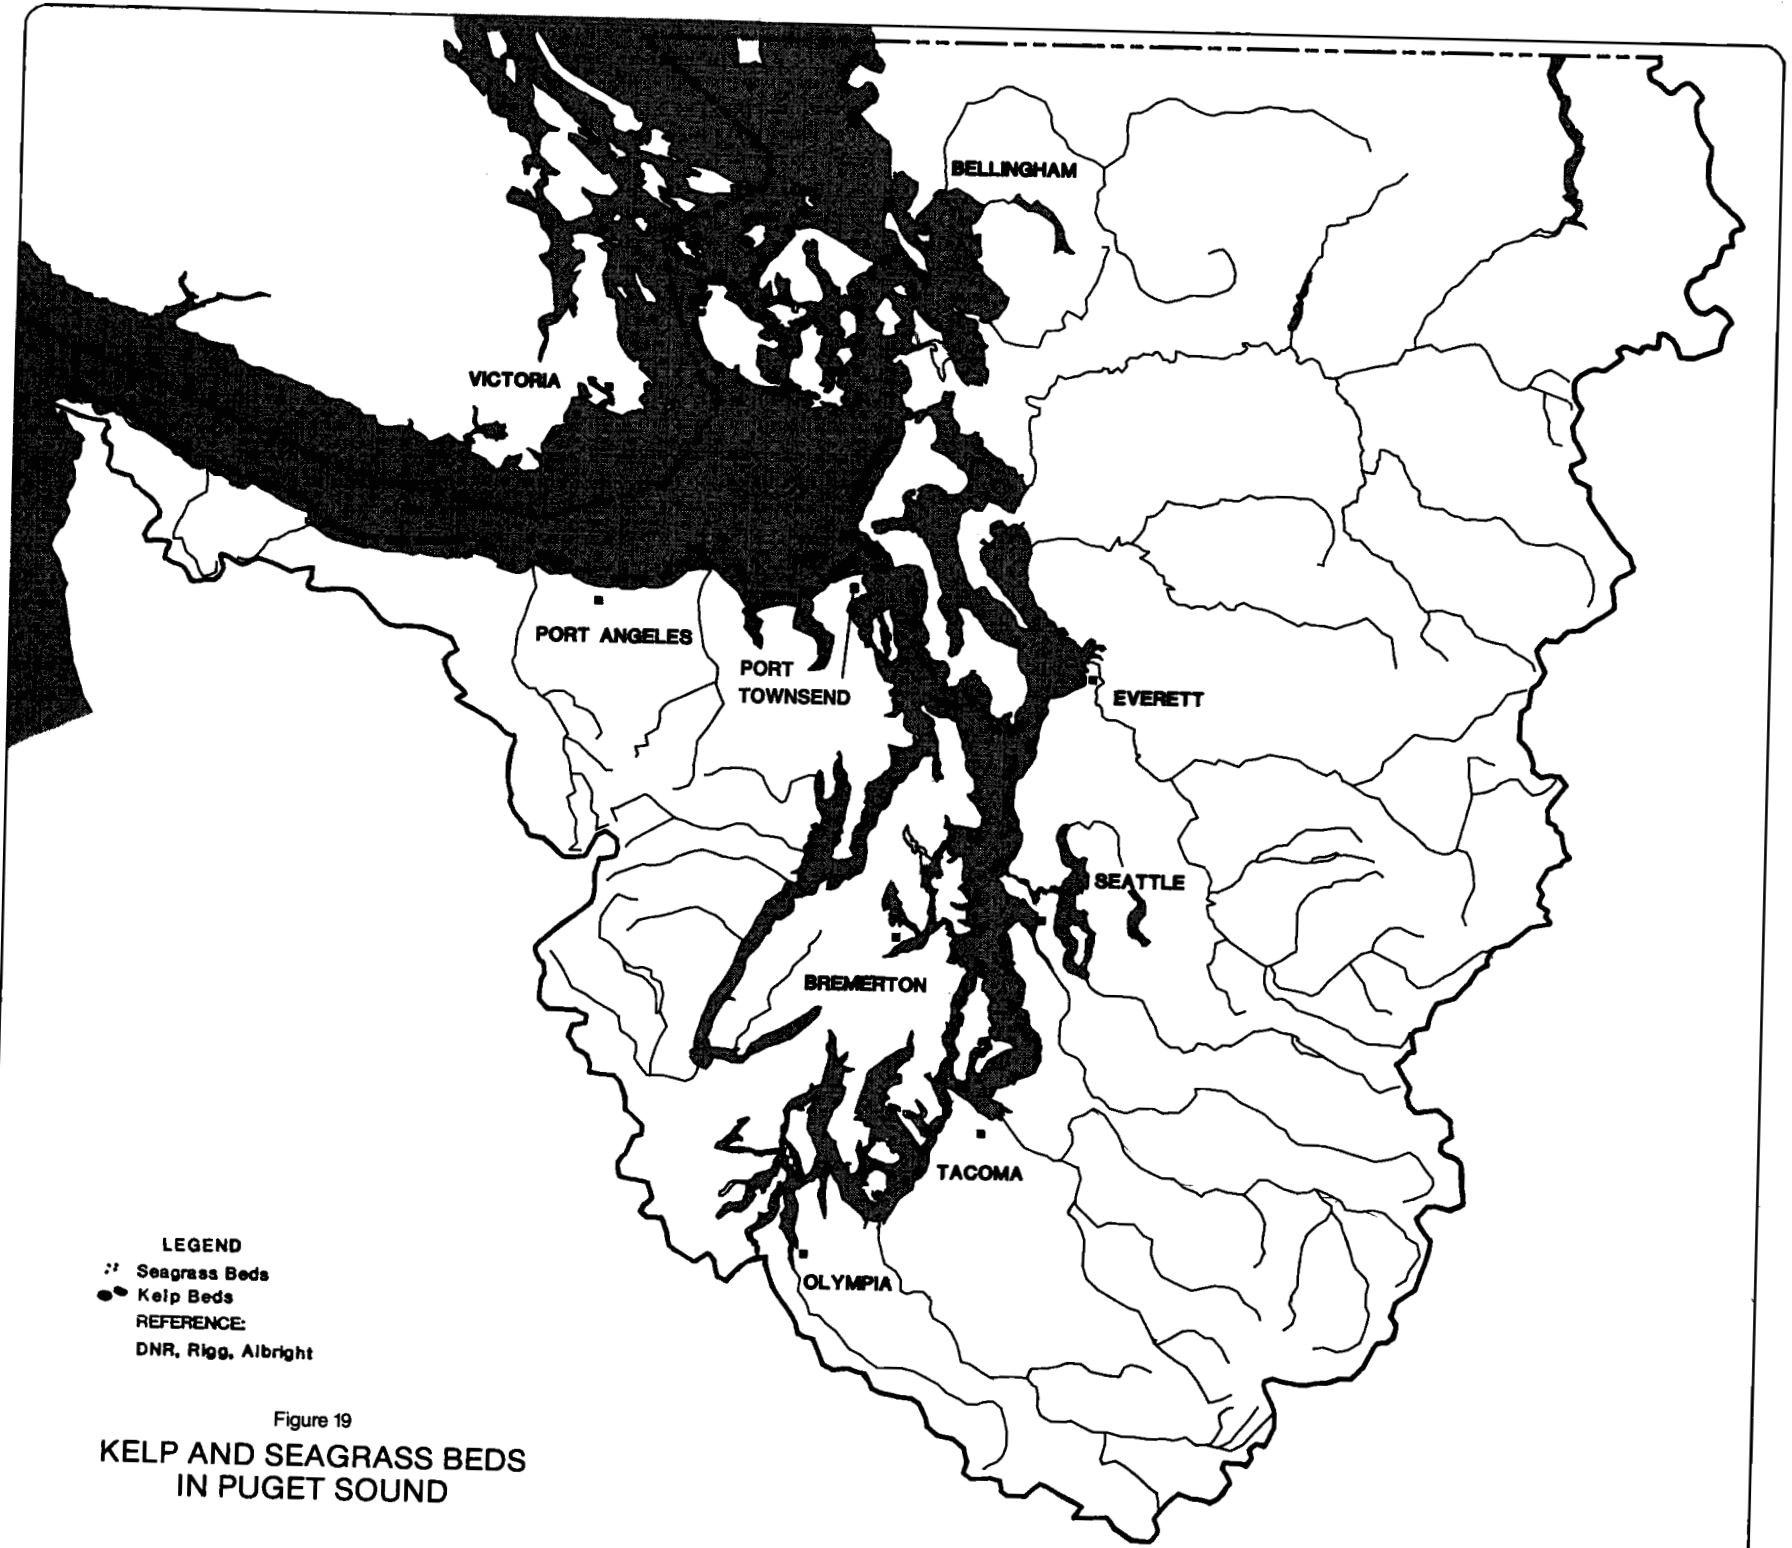 BELLINGHAM
VICTORIA
PORT ANGELES
PORT
TOWNSEND
EVERETT
SEATTLE
BREMERTON
TACOMA
OLYMPIA
LEGEND
Seagrass Beds
Kelp Beds
REFERENCE:
DNR, Rigg, Albright
Figure 19
KELP AND SEAGRASS BEDS
IN PUGET SOUND